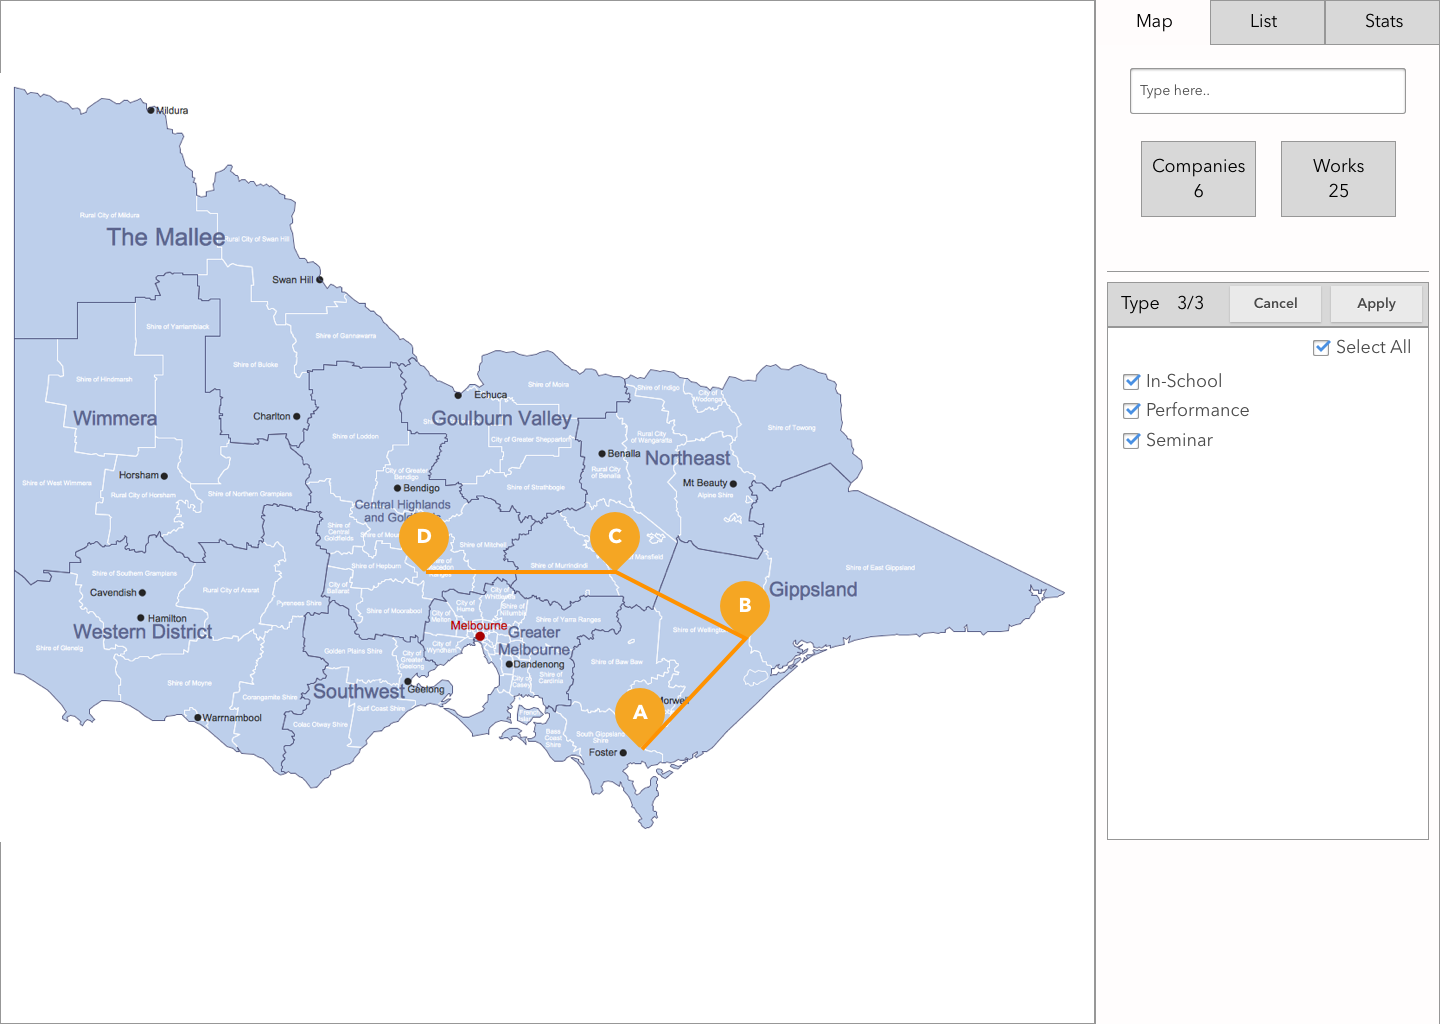 Mildura
Rural City of Mildura
The Mallee
Rural City of Swan Hill
Swan Hill
Shire of Yarriambiack
Shire of Gannawarra
Shire of Buloke
Shire of Hindmarsh
Wimmera
Charlton
Shire of Loddon
Echuca
Shire of Moira
Goulburn Valley
City of Greater Shepparton
Shire of Indigo
City of
Wodonga
Shire of Towong
Rural City
of Wangaratta
Benalla
Northeast
Rural City
of Benalla
Mt Beauty
Alpine Shire
Horsham
Shire of West Wimmera
Rural City of Horsham
Shire of Northern Grampians
City of Greater
Bendigo
Bendigo
Shire of Strathbogie
Central Highlands
and
Shire of
Central
Goldfields
D
C
Shire of Mitchell
Mansfield
Shire of Murrindindi
Shire of Hepburn
Macedon
Ranges
Shire of East Gippsland
Shire of Southern Grampians
Cavendish
Rural City of Ararat
City of
Ballarat
Pyrenees Shire
Shire of Moorabool
Hamilton
Western District
Shire of Glenelg
City of
Hume
City of
Whittlesea
Shire of
Nillumbik
City of
Melton
Melbourne
Shire of Yarra Ranges
Greater
Melbourne
B
Gippsland
Shire of Wellington
City of
Wyndham
Golden Plains Shire
City of
Greater
Geelong
Dandenong
City of
Casey
Shire of
Cardinia
Shire of Baw Baw
Shire of Moyne
Southwest
Geelong
Surf Coast Shire
Corangamite Shire
Colac Otway Shire
Warrnambool
Morwell
A
Bass
Coast
Shire
South Gippsland
Shire
Foster
Map
List
Stats
Type here..
Companies
6
Works
25
Type 3/3
Cancel
Apply
Select All
In-School
Performance
Seminar